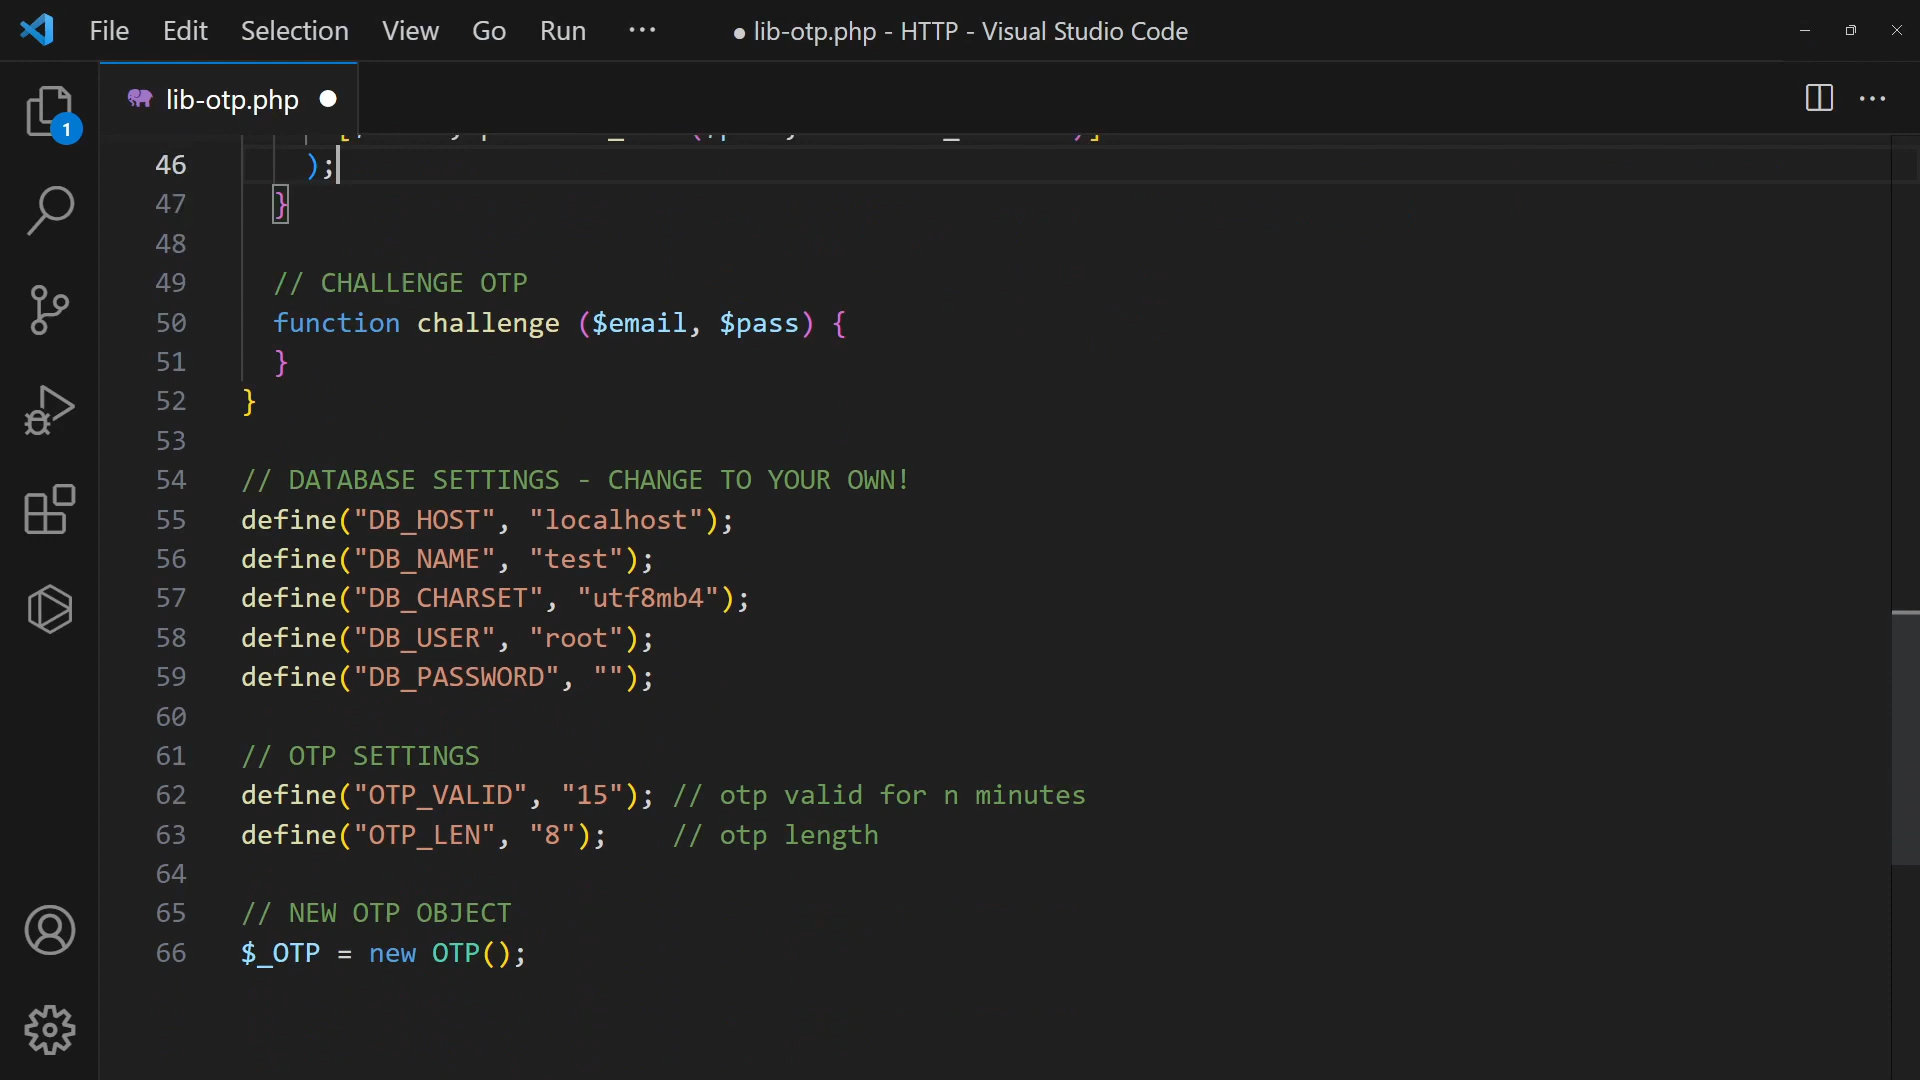 File Edit Selection View Go Run ··· ● lib-otp.php - HTTP - Visual Studio Code
lib-otp.php ●
1
46 );
47 }
48
49 // CHALLENGE OTP
50 function challenge ($email, $pass) {
51 }
52 }
53
54 // DATABASE SETTINGS - CHANGE TO YOUR OWN!
55 define("DB_HOST", "localhost");
56 define("DB_NAME", "test");
57 define("DB_CHARSET", "utf8mb4");
58 define("DB_USER", "root");
59 define("DB_PASSWORD", "");
60
61 // OTP SETTINGS
62 define("OTP_VALID", "15"); // otp valid for n minutes
63 define("OTP_LEN", "8"); // otp length
64
65 // NEW OTP OBJECT
66 $_OTP = new OTP();